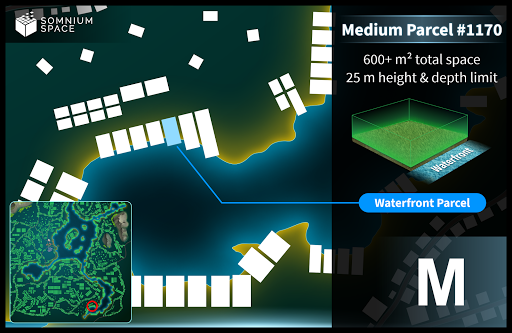 SOMNIUM
SPACE
Medium Parcel #1170
600+ m² total space
25 m height & depth limit
Waterfront
Waterfront Parcel
M